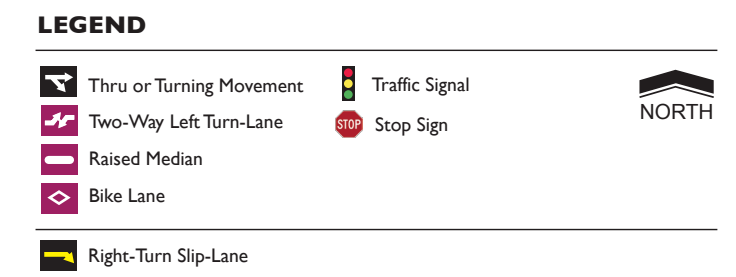 LEGEND
Thru or Turning Movement
Two-Way Left Turn-Lane
Raised Median
Bike Lane
Traffic Signal
STOP Stop Sign
NORTH
Right-Turn Slip-Lane